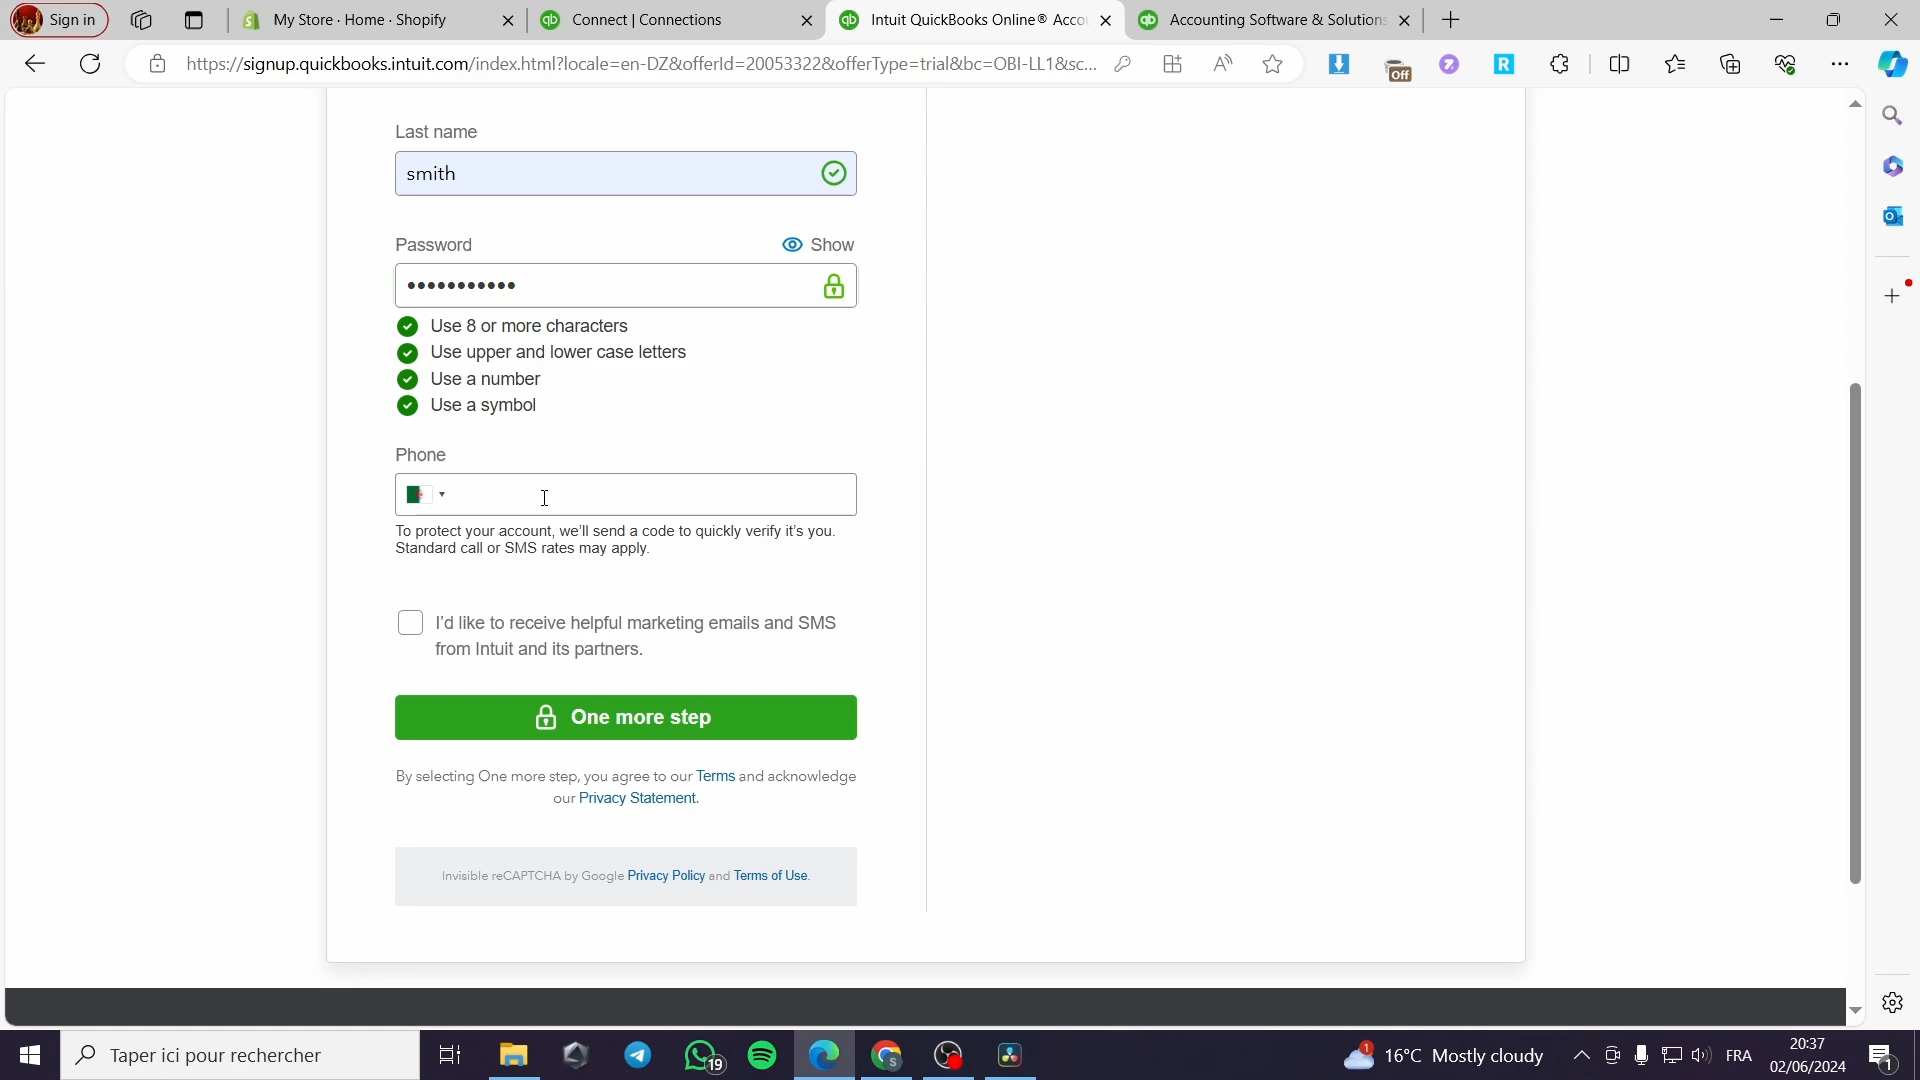 Sign in
My Store · Home · Shopify
Connect | Connections
Intuit QuickBooks Online® Accou
Accounting Software & Solutions
https://signup.quickbooks.intuit.com/index.html?locale=en-DZ&offerId=20053322&offerType=trial&bc=OBI-LL1&sc...
Off
Last name
smith
Password
Show
•••••••••••
Use 8 or more characters
Use upper and lower case letters
Use a number
Use a symbol
Phone
To protect your account, we'll send a code to quickly verify it's you.
Standard call or SMS rates may apply.
I'd like to receive helpful marketing emails and SMS
from Intuit and its partners.
One more step
By selecting One more step, you agree to our Terms and acknowledge
our Privacy Statement.
Invisible reCAPTCHA by Google Privacy Policy and Terms of Use.
Taper ici pour rechercher
19
1
16°C Mostly cloudy
FRA
20:37
02/06/2024
1